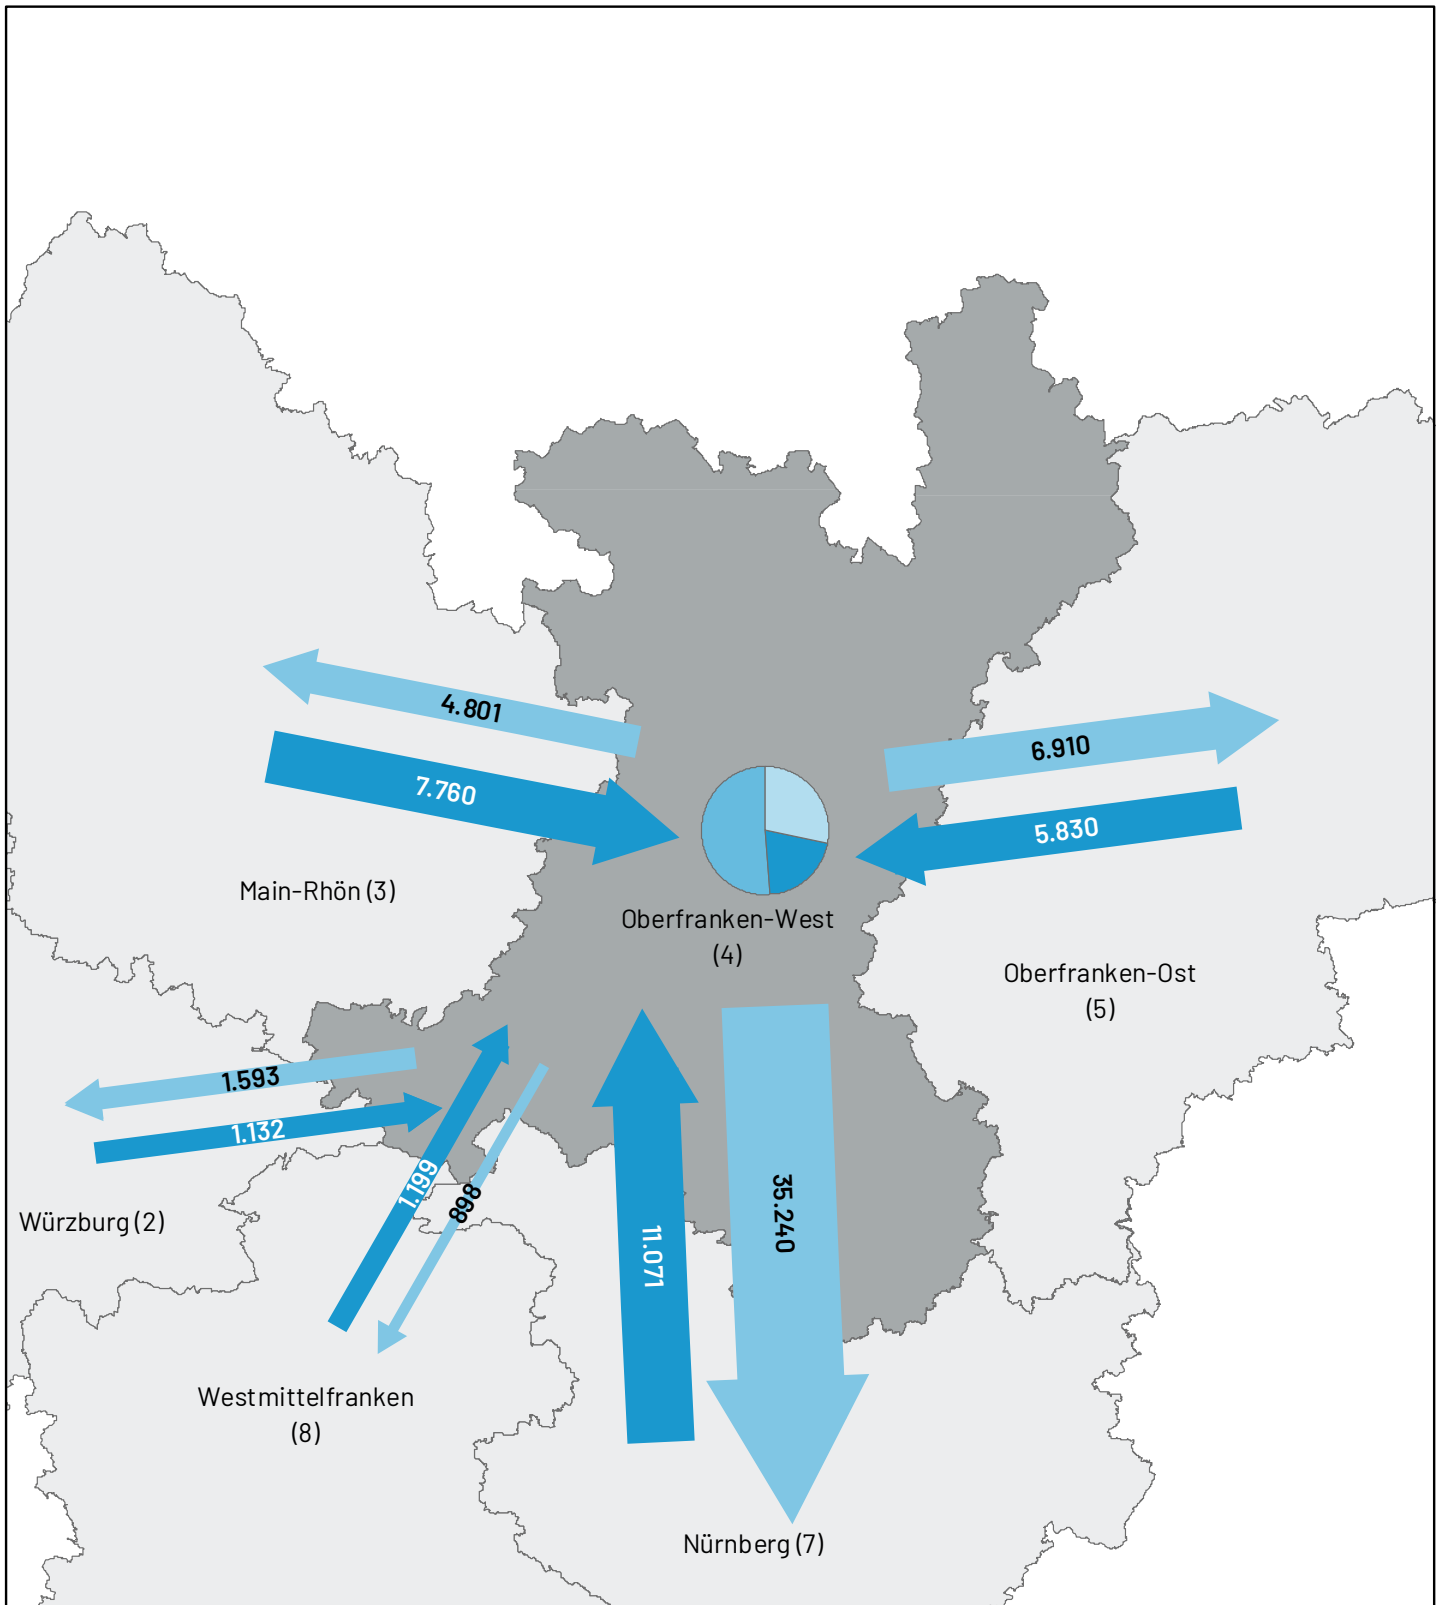 4.801
7.760
6.910
5.830
Main-Rhön (3)
Oberfranken-West
(4)
Oberfranken-Ost
(5)
1.593
1.132
1.199
898
11.071
35.240
Würzburg (2)
Westmittelfranken
(8)
Nürnberg (7)